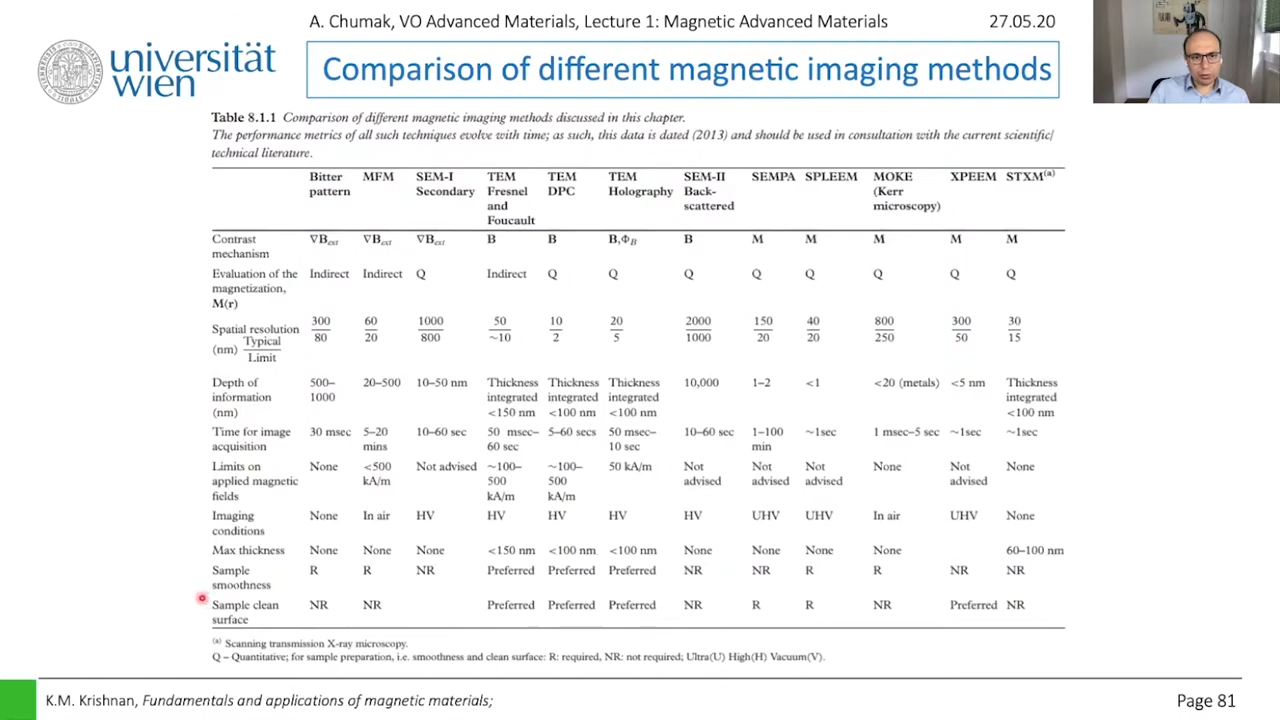 A. Chumak, VO Advanced Materials, Lecture 1: Magnetic Advanced Materials 27.05.20
universität
wien
Comparison of different magnetic imaging methods
Table 8.1.1 Comparison of different magnetic imaging methods discussed in this chapter.
The performance metrics of all such techniques evolve with time; as such, this data is dated (2013) and should be used in consultation with the current scientific/
technical literature.
Bitter MFM SEM-I TEM TEM TEM SEM-II SEMPA SPLEEM MOKE XPEEM STXM(a)
pattern Secondary Fresnel DPC Holography Back- (Kerr
and scattered microscopy)
Foucault
Contrast ∇Bext ∇Bext ∇Bext B B B,ΦB B M M M M M
mechanism
Evaluation of the Indirect Indirect Q Indirect Q Q Q Q Q Q Q Q
magnetization,
M(r)
300 60 1000 50 10 20 2000 150 40 800 300 30
Spatial resolution
80 20 800 ~10 2 5 1000 20 20 250 50 15
(nm) Typical
Limit
Depth of 500– 20–500 10–50 nm Thickness Thickness Thickness 10,000 1–2 <1 <20 (metals) <5 nm Thickness
information 1000 integrated integrated integrated integrated
(nm) <150 nm <100 nm <100 nm <100 nm
Time for image 30 msec 5–20 10–60 sec 50 msec– 5–60 secs 50 msec– 10–60 sec 1–100 ~1sec 1 msec–5 sec ~1sec ~1sec
acquisition mins 60 sec 10 sec min
Limits on None <500 Not advised ~100– ~100– 50 kA/m Not Not Not None Not None
applied magnetic kA/m 500 500 advised advised advised advised
fields kA/m kA/m
Imaging None In air HV HV HV HV HV UHV UHV In air UHV None
conditions
Max thickness None None None <150 nm <100 nm <100 nm None None None None 60–100 nm
Sample R R NR Preferred Preferred Preferred NR NR R R NR NR
smoothness
Sample clean NR NR Preferred Preferred Preferred NR R R NR Preferred NR
surface
(a) Scanning transmission X-ray microscopy.
Q – Quantitative; for sample preparation, i.e. smoothness and clean surface: R: required, NR: not required; Ultra(U) High(H) Vacuum(V).
K.M. Krishnan, Fundamentals and applications of magnetic materials; Page 81